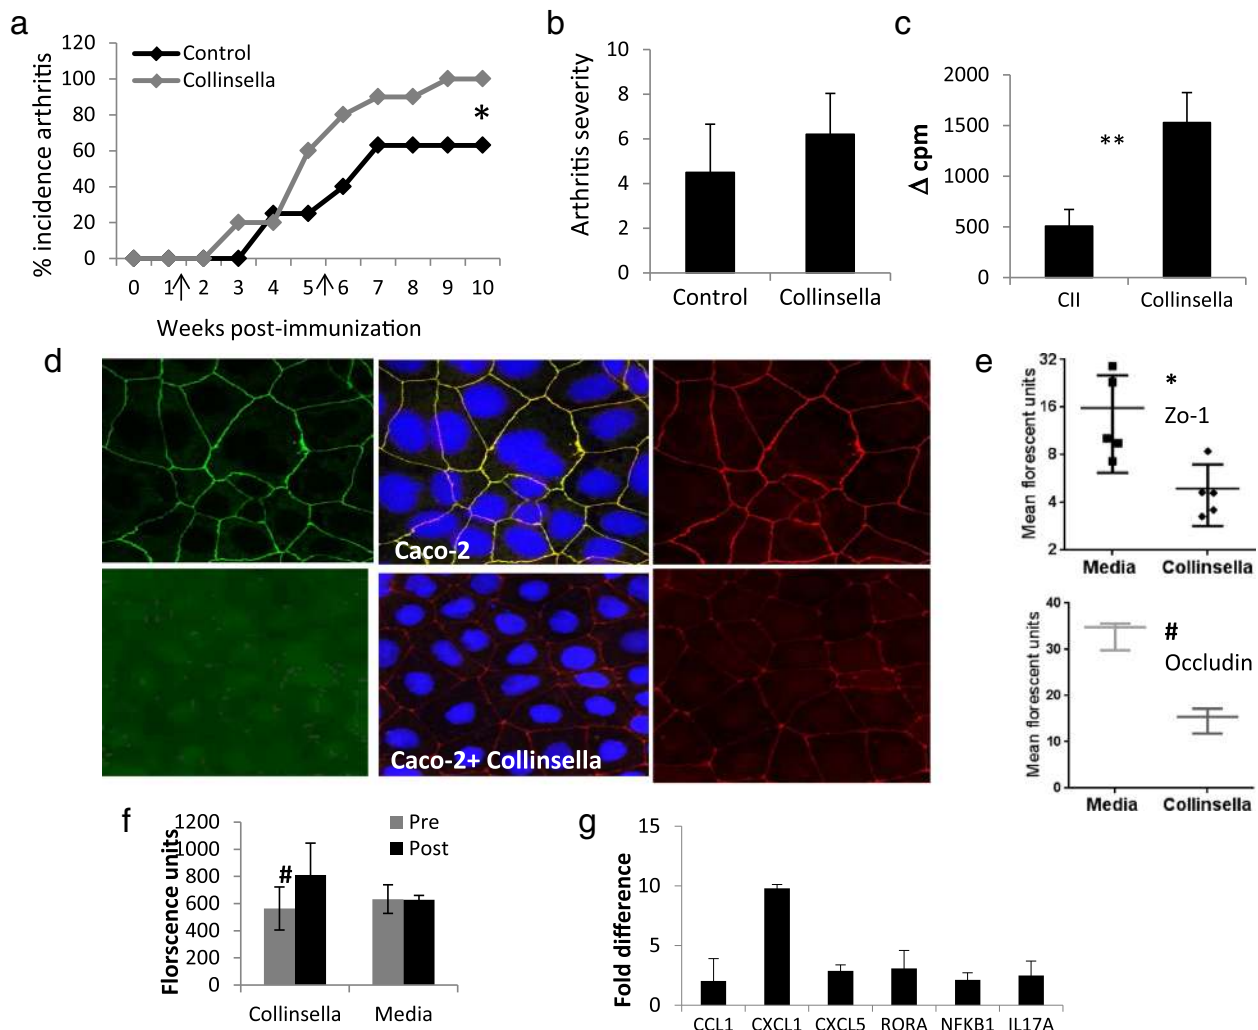 a
% incidence arthritis
120
100
80
60
40
20
0
Control
Collinsella
*
0 1 2 3 4 5 6 7 8 9 10
Weeks post-immunization
b
Arthritis severity
10
8
6
4
2
0
Control Collinsella
c
Δ cpm
2000
1500
1000
500
0
**
CII Collinsella
d
Caco-2
Caco-2+ Collinsella
e
Mean florescent units
32
16
8
4
2
*
Zo-1
Media Collinsella
Mean florescent units
40
30
20
10
0
#
Occludin
Media Collinsella
f
Florscence units
1200
1000
800
600
400
200
0
Pre
Post
#
Collinsella Media
g
Fold difference
15
10
5
0
CCL1 CXCL1 CXCL5 RORA NFKB1 IL17A